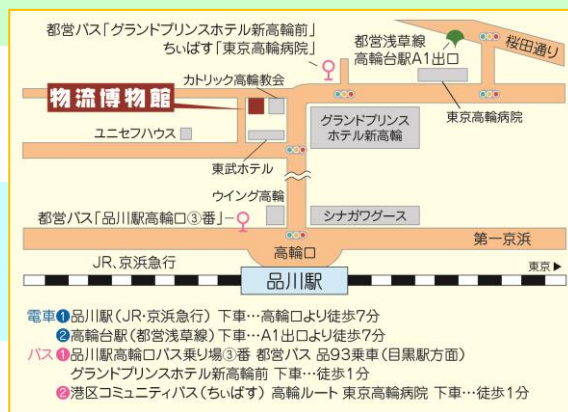 都営バス「グランドプリンスホテル新高輪前」
ちぃばす「東京高輪病院」
都営浅草線
高輪台駅A1出口
桜田通り
カトリック高輪教会
物流博物館
東京高輪病院
グランドプリンス
ホテル新高輪
ユニセフハウス
東武ホテル
ウイング高輪
都営バス「品川駅高輪口③番」
シナガワグース
第一京浜
高輪口
JR、京浜急行
東京▶
品川駅
電車❶品川駅(JR・京浜急行) 下車…高輪口より徒歩7分
❷高輪台駅(都営浅草線) 下車…A1出口より徒歩7分
バス❶品川駅高輪口バス乗り場③番 都営バス 品93乗車(目黒駅方面)
グランドプリンスホテル新高輪前 下車…徒歩1分
❷港区コミュニティバス(ちぃばす) 高輪ルート 東京高輪病院 下車…徒歩1分